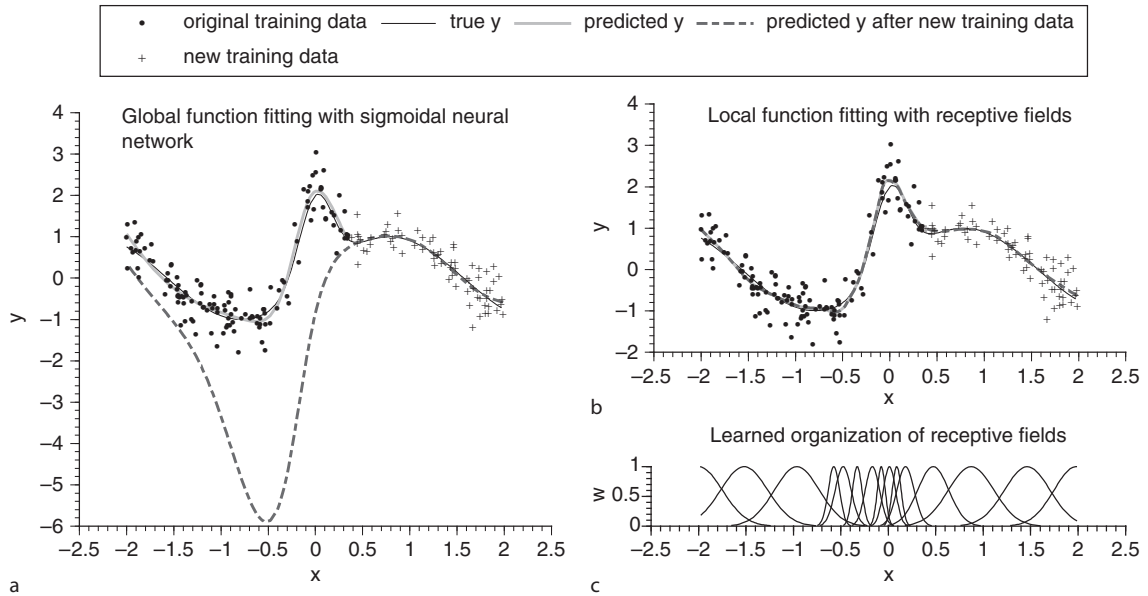 original training data true y predicted y predicted y after new training data
new training data
Global function fitting with sigmoidal neural
network
4
3
2
1
0
−1
−2
−3
−4
−5
−6
y
−2.5 −2 −1.5 −1 −0.5 0 0.5 1 1.5 2 2.5
x
a
Local function fitting with receptive fields
4
3
2
1
0
−1
−2
y
−2.5 −2 −1.5 −1 −0.5 0 0.5 1 1.5 2 2.5
x
b
Learned organization of receptive fields
1
0.5
0
w
−2.5 −2 −1.5 −1 −0.5 0 0.5 1 1.5 2 2.5
x
c